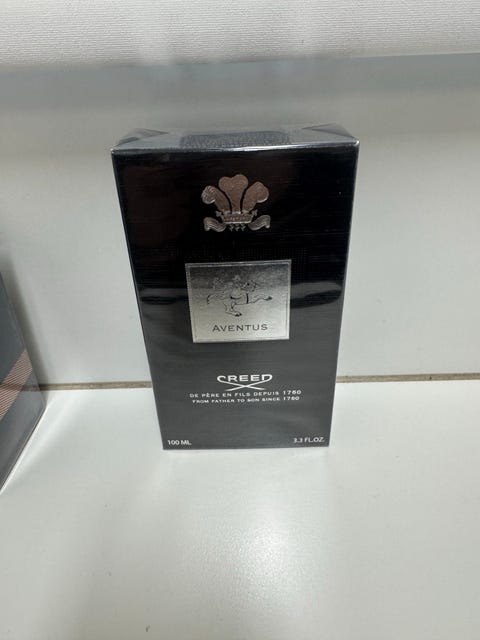 AVENTUS
CREED
DE PÈRE EN FILS DEPUIS 1760
FROM FATHER TO SON SINCE 1760
100 ML
3.3 FL.OZ.